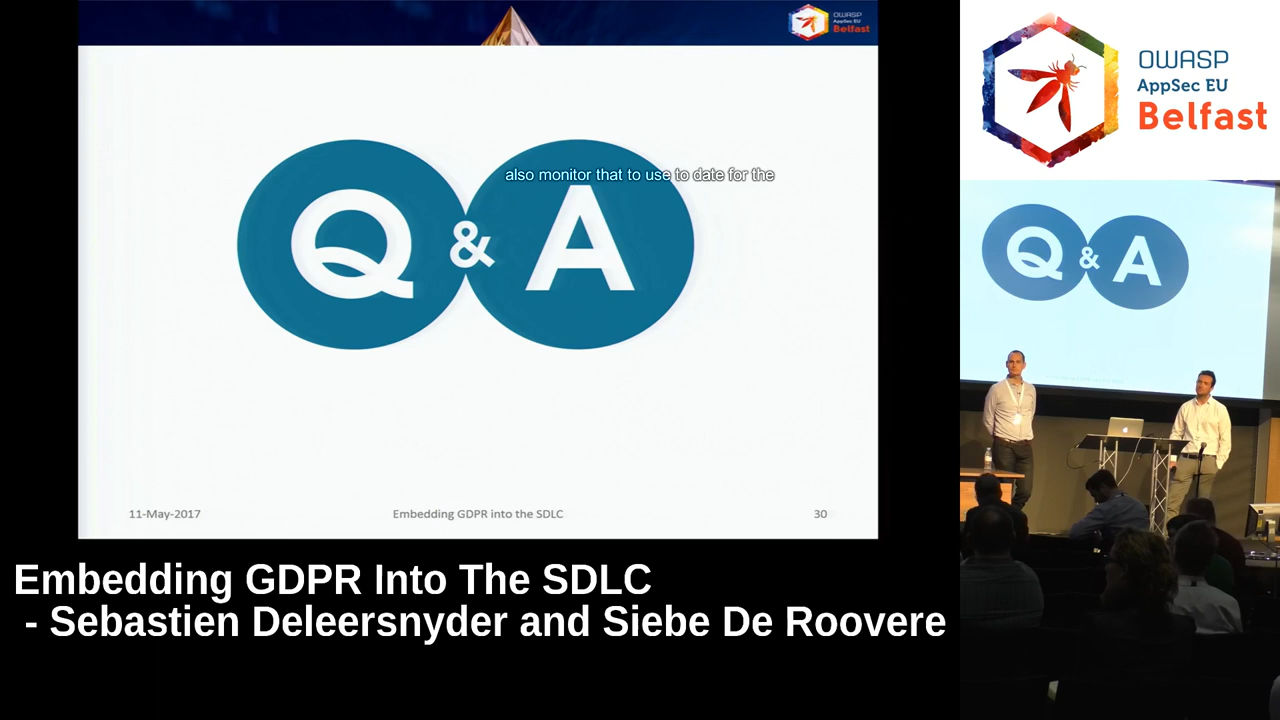 OWASP
AppSec EU
Belfast
also monitor that to use to date for the
Q & A
11-May-2017
Embedding GDPR into the SDLC
30
Embedding GDPR Into The SDLC
- Sebastien Deleersnyder and Siebe De Roovere
OWASP
AppSec EU
Belfast
Q & A